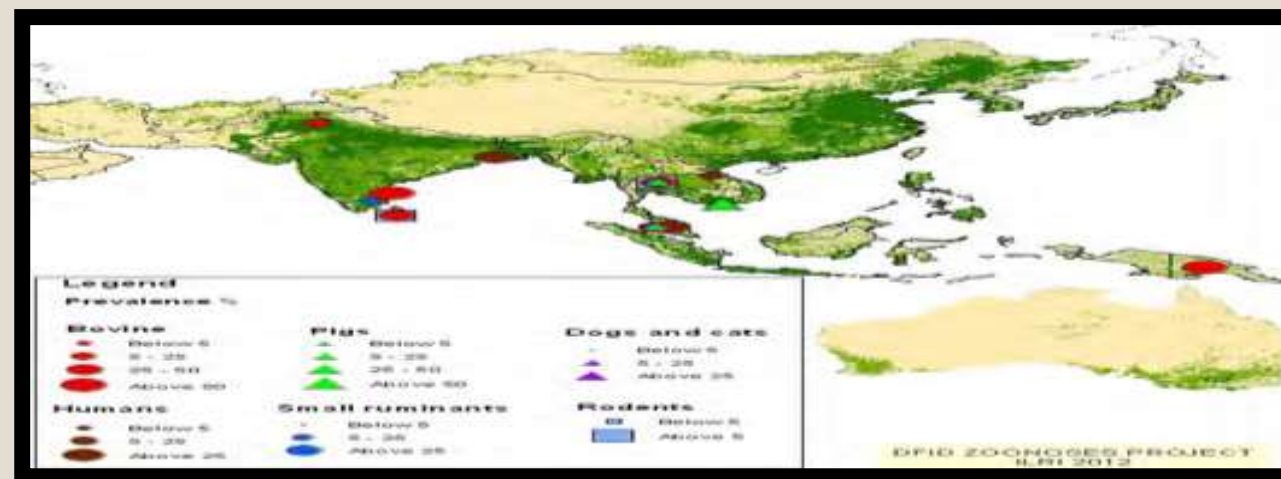 Legend
Prevalence %
Bovine
Below 5
5 - 25
25 - 50
Above 50
Pigs
Below 5
5 - 25
25 - 50
Above 50
Dogs and cats
Below 5
5 - 25
Above 25
Humans
Below 5
5 - 25
Above 25
Small ruminants
Below 5
5 - 25
Above 25
Rodents
Below 5
Above 5
DFID ZOONOSES PROJECT
ILRI 2012